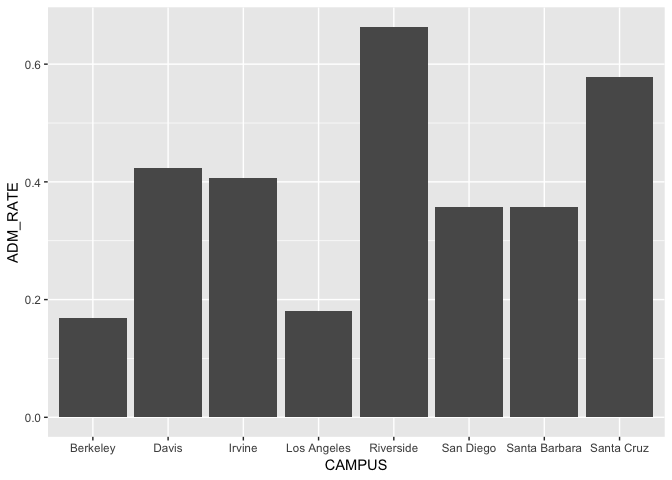 ADM_RATE
0.6
0.4
0.2
0.0
Berkeley Davis Irvine Los Angeles Riverside San Diego Santa Barbara Santa Cruz
CAMPUS